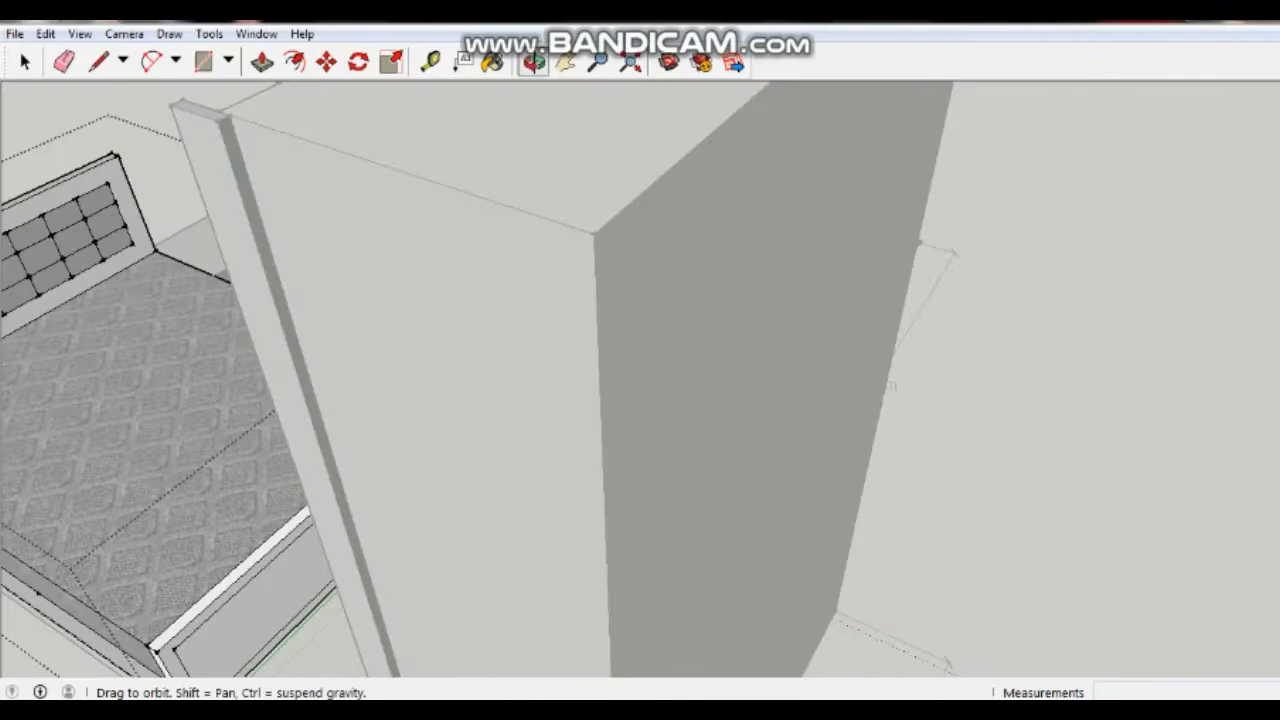 File Edit View Camera Draw Tools Window Help
www.BANDICAM.com
Drag to orbit. Shift = Pan, Ctrl = suspend gravity.
Measurements